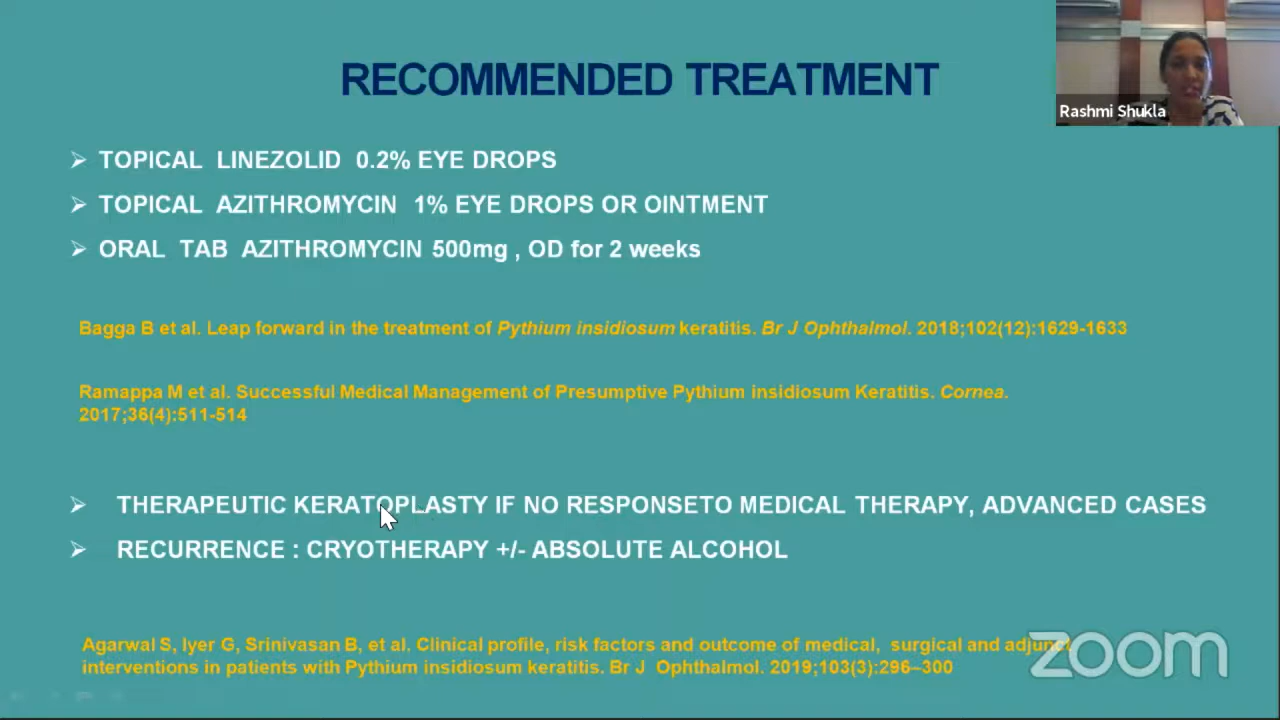 RECOMMENDED TREATMENT
Rashmi Shukla
➢ TOPICAL LINEZOLID 0.2% EYE DROPS
➢ TOPICAL AZITHROMYCIN 1% EYE DROPS OR OINTMENT
➢ ORAL TAB AZITHROMYCIN 500mg , OD for 2 weeks
Bagga B et al. Leap forward in the treatment of Pythium insidiosum keratitis. Br J Ophthalmol. 2018;102(12):1629-1633
Ramappa M et al. Successful Medical Management of Presumptive Pythium insidiosum Keratitis. Cornea.
2017;36(4):511-514
➢ THERAPEUTIC KERATOPLASTY IF NO RESPONSETO MEDICAL THERAPY, ADVANCED CASES
➢ RECURRENCE : CRYOTHERAPY +/- ABSOLUTE ALCOHOL
Agarwal S, Iyer G, Srinivasan B, et al. Clinical profile, risk factors and outcome of medical, surgical and adjunct
interventions in patients with Pythium insidiosum keratitis. Br J Ophthalmol. 2019;103(3):296–300
zoom